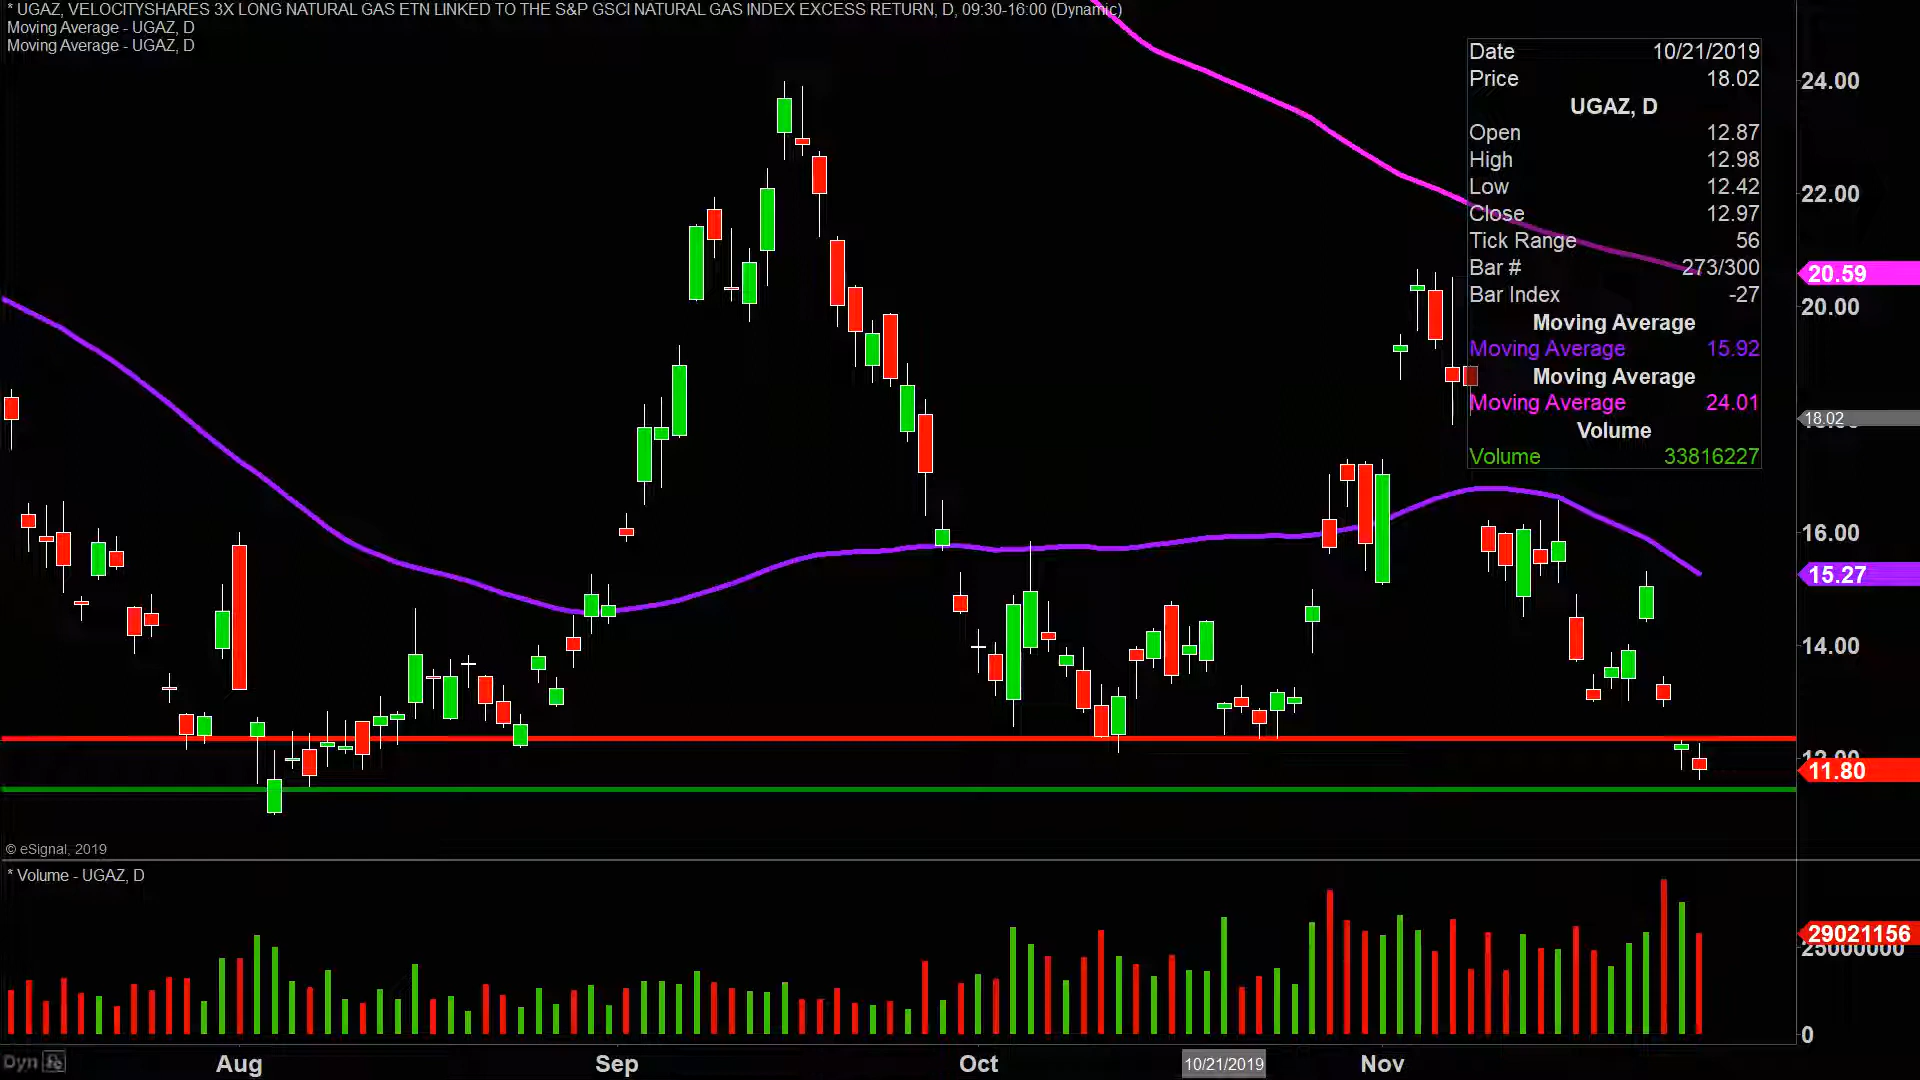 * UGAZ, VELOCITYSHARES 3X LONG NATURAL GAS ETN LINKED TO THE S&P GSCI NATURAL GAS INDEX EXCESS RETURN, D, 09:30-16:00 (Dynamic)
Moving Average - UGAZ, D
Moving Average - UGAZ, D
Date 10/21/2019
Price 18.02
UGAZ, D
Open 12.87
High 12.98
Low 12.42
Close 12.97
Tick Range 56
Bar # 273/300
Bar Index -27
Moving Average
Moving Average 15.92
Moving Average
Moving Average 24.01
Volume
Volume 33816227
24.00
22.00
20.59
20.00
18.02
16.00
15.27
14.00
12.00
11.80
© eSignal, 2019
* Volume - UGAZ, D
29021156
25000000
0
Dyn
Aug Sep Oct 10/21/2019 Nov